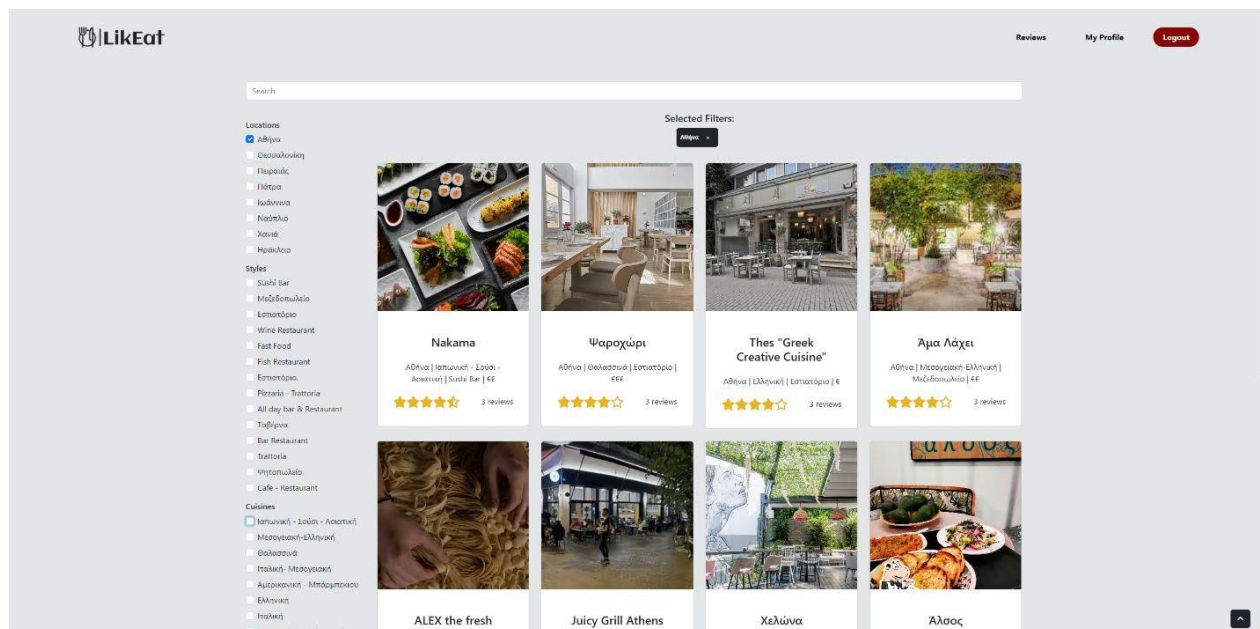 LikEat
Reviews
My Profile
Logout
Search
Locations
Αθήνα
Θεσσαλονίκη
Πειραιάς
Πάτρα
Ιωάννινα
Ναύπλιο
Χανιά
Ηράκλειο
Styles
Sushi Bar
Μεζεδοπωλείο
Εστιατόριο
Wine Restaurant
Fast Food
Fish Restaurant
Εστιατόριο.
Pizzaria - Trattoria
All day bar & Restaurant
Ταβέρνα
Bar Restaurant
Trattoria
Ψητοπωλείο
Cafe - Restaurant
Cuisines
Ιαπωνική - Σούσι - Ασιατική
Μεσογειακή-Ελληνική
Θαλασσινά
Ιταλική- Μεσογειακή
Αμερικανική - Μπάρμπεκιου
Ελληνική
Ιταλική
Selected Filters:
Αθήνα ×
Nakama
Αθήνα | Ιαπωνική - Σούσι -
Ασιατική | Sushi Bar | €€
3 reviews
Ψαροχώρι
Αθήνα | Θαλασσινά | Εστιατόριο |
€€€
3 reviews
Thes "Greek
Creative Cuisine"
Αθήνα | Ελληνική | Εστιατόριο | €
3 reviews
Άμα Λάχει
Αθήνα | Μεσογειακή-Ελληνική |
Μεζεδοπωλείο | €€
3 reviews
ALEX the fresh
Juicy Grill Athens
Χελώνα
Άλσος